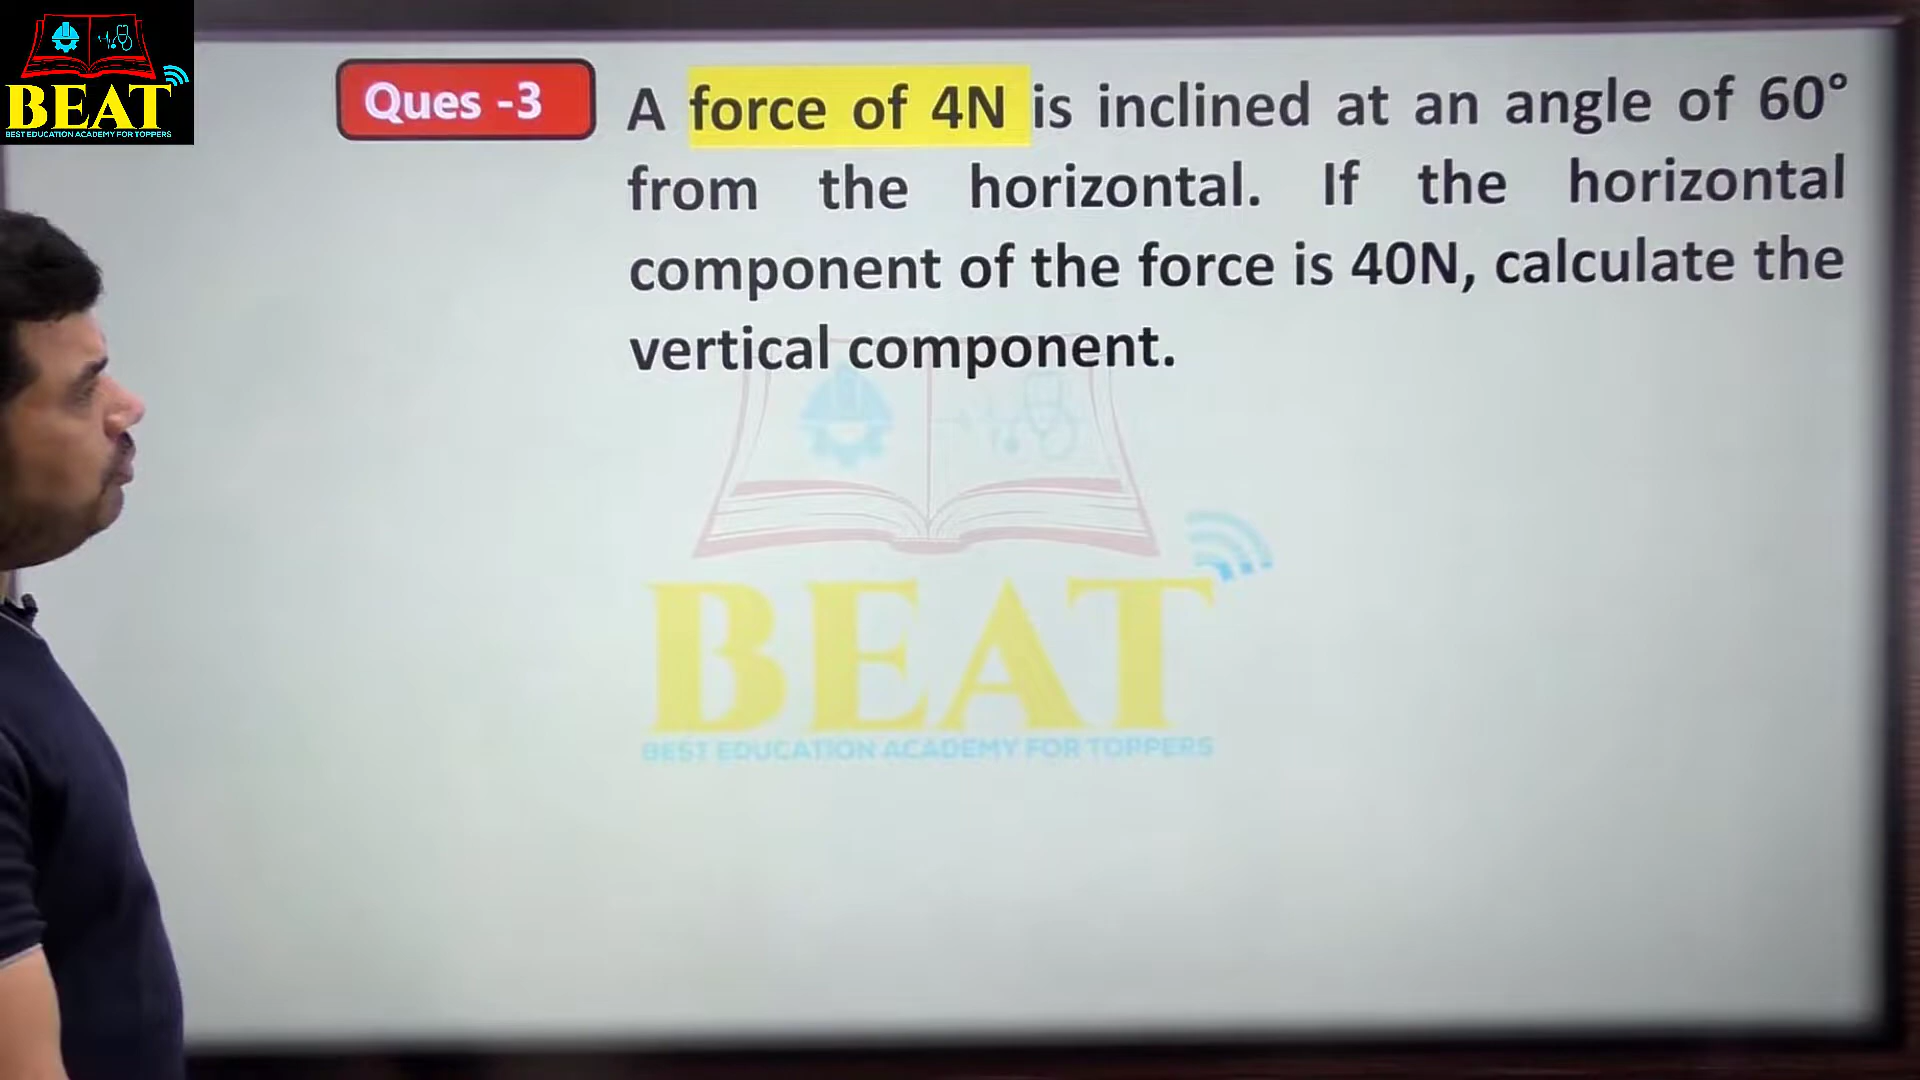 BEAT
BEST EDUCATION ACADEMY FOR TOPPERS
Ques -3
A force of 4N is inclined at an angle of 60°
from the horizontal. If the horizontal
component of the force is 40N, calculate the
vertical component.
BEAT
BEST EDUCATION ACADEMY FOR TOPPERS